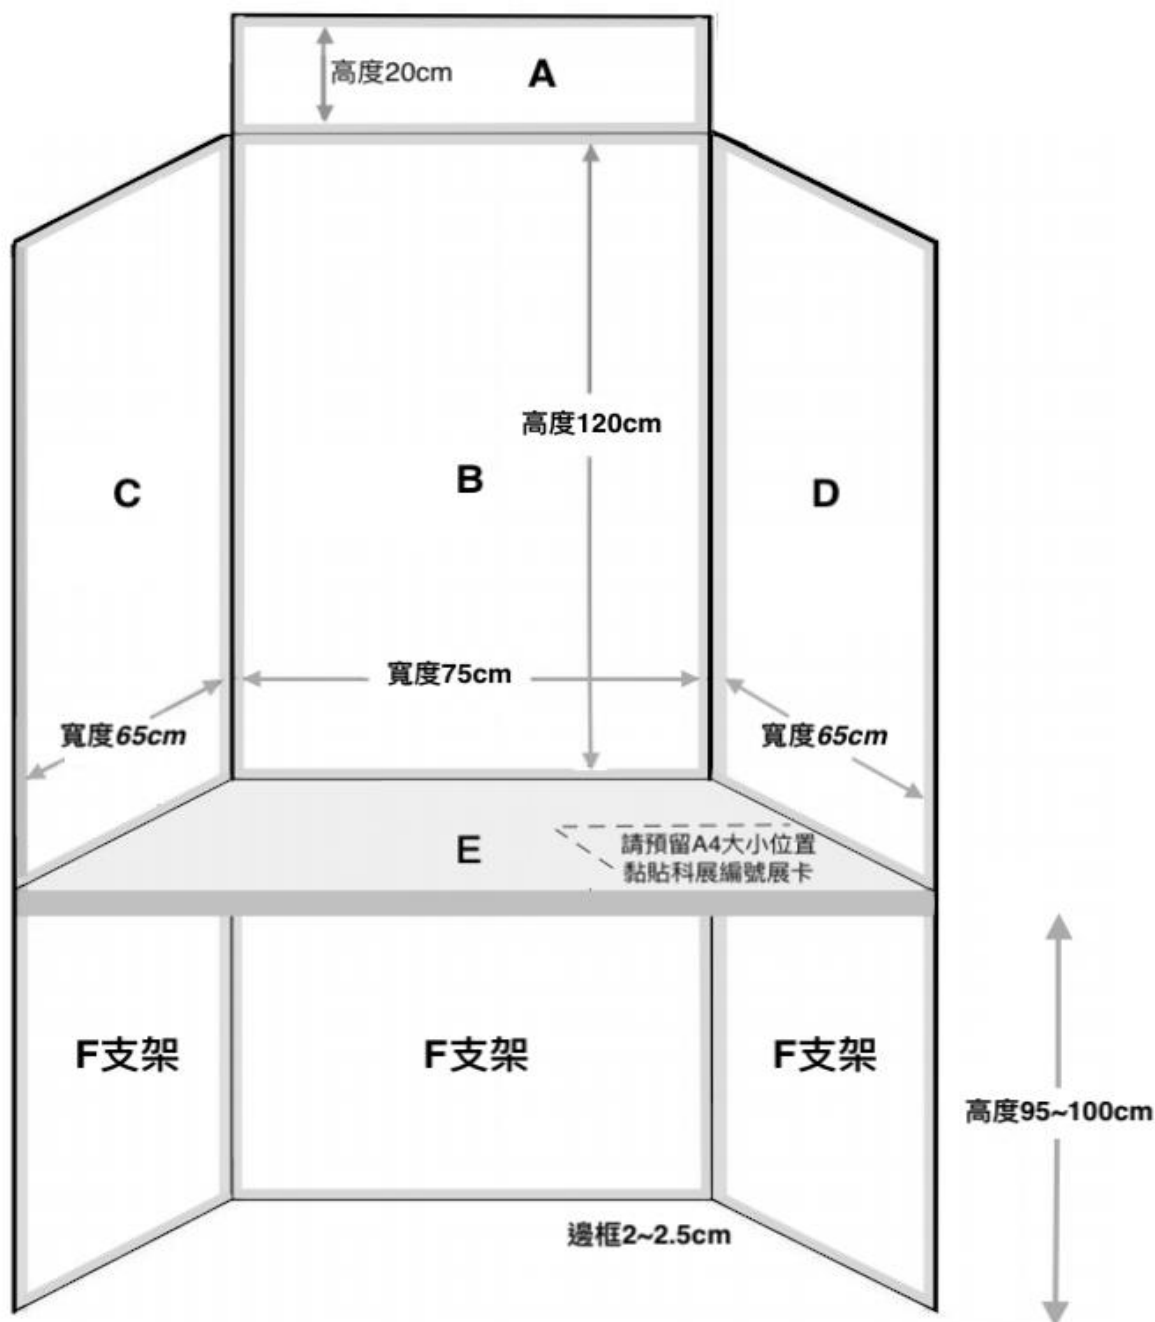 高度20cm
A
高度120cm
C
B
D
寬度75cm
寬度65cm
寬度65cm
E
請預留A4大小位置
黏貼科展編號展卡
F支架
F支架
F支架
高度95~100cm
邊框2~2.5cm